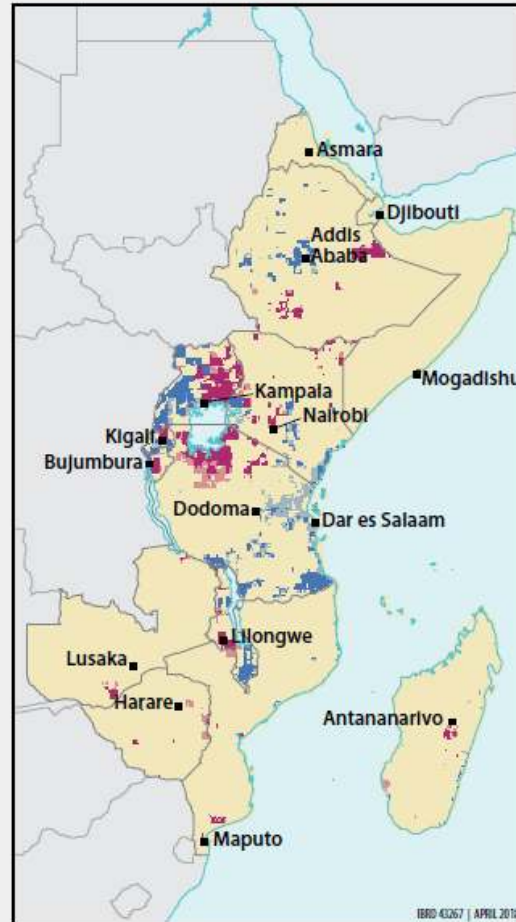 Asmara
Djibouti
Addis
Ababa
Mogadishu
Kampala
Nairobi
Kigali
Bujumbura
Dodoma
Dar es Salaam
Lilongwe
Lusaka
Harare
Antananarivo
Maputo
IBRD 43267 | APRIL 2018